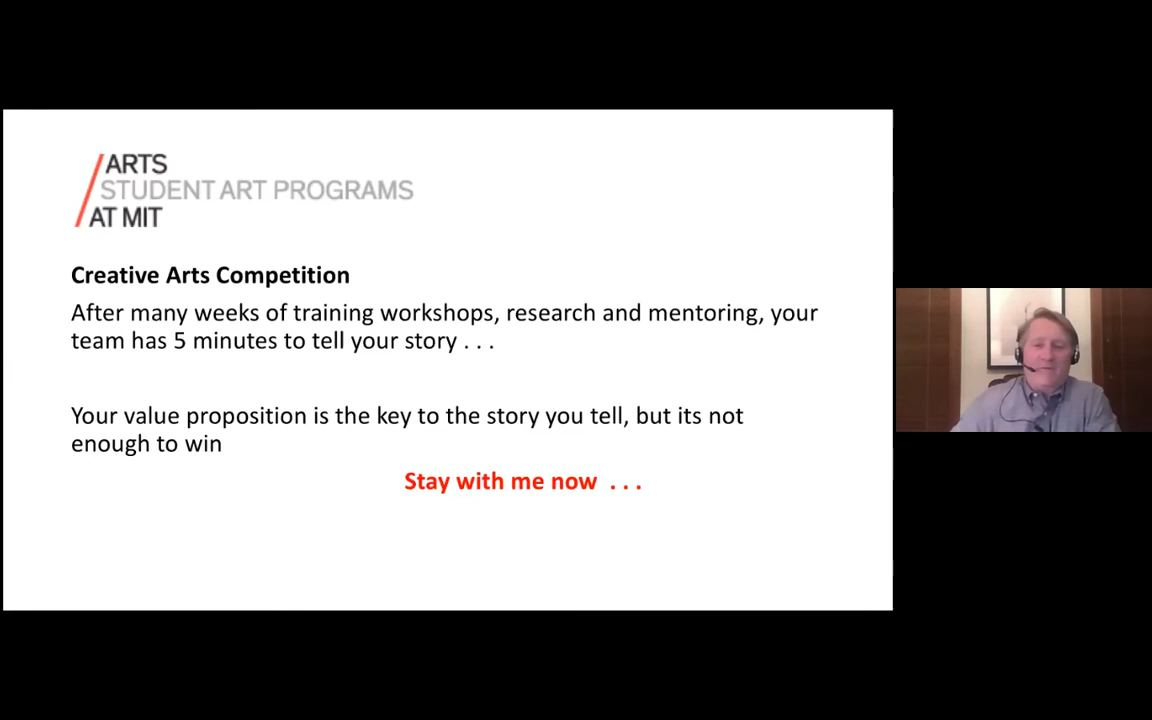 ARTS
STUDENT ART PROGRAMS
AT MIT
Creative Arts Competition
After many weeks of training workshops, research and mentoring, your
team has 5 minutes to tell your story . . .
Your value proposition is the key to the story you tell, but its not
enough to win
Stay with me now . . .